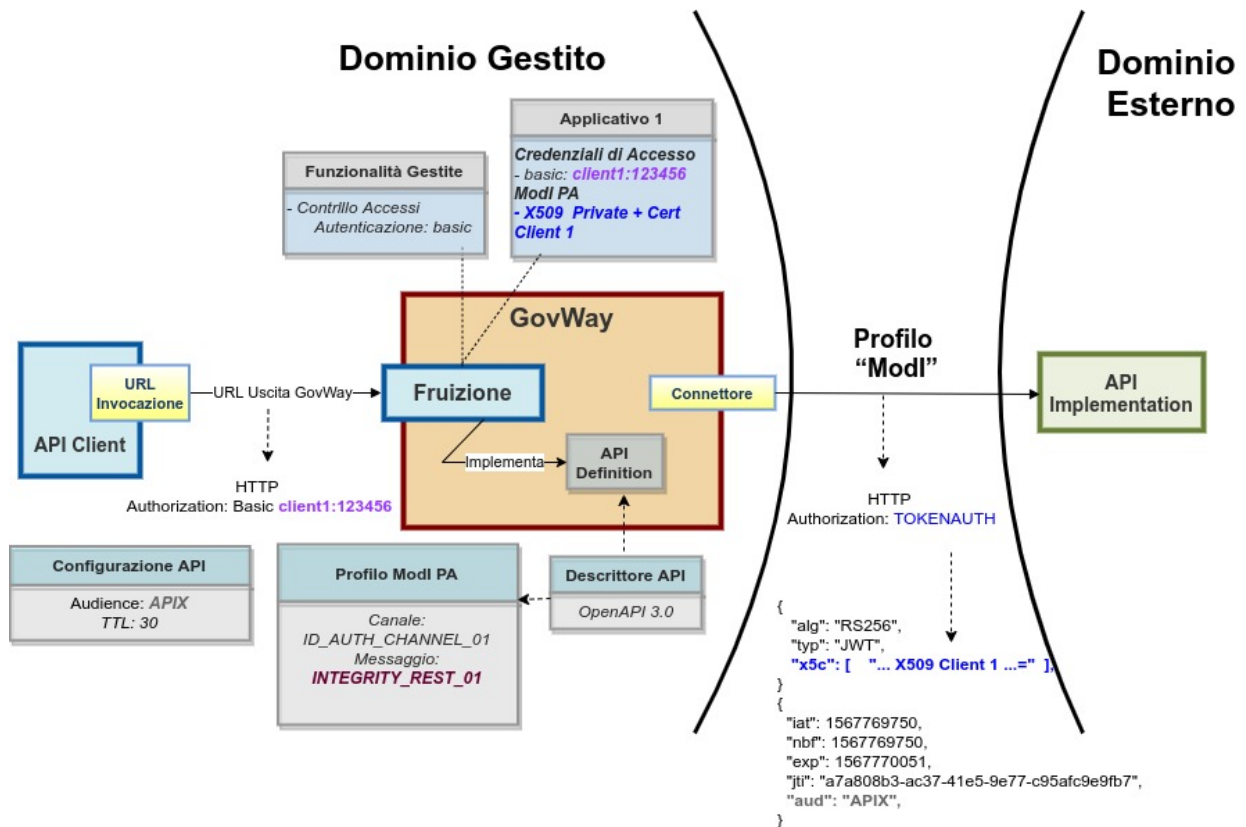 Dominio Gestito
Dominio
Esterno
Applicativo 1
Credenziali di Accesso
- basic: client1:123456
ModI PA
- X509 Private + Cert
Client 1
Funzionalità Gestite
- Contrlllo Accessi
Autenticazione: basic
GovWay
Profilo
“ModI”
API Client
URL
Invocazione
URL Uscita GovWay
Fruizione
Connettore
API
Implementation
Implementa
API
Definition
HTTP
Authorization: Basic client1:123456
HTTP
Authorization: TOKENAUTH
Configurazione API
Audience: APIX
TTL: 30
Profilo ModI PA
Canale:
ID_AUTH_CHANNEL_01
Messaggio:
INTEGRITY_REST_01
Descrittore API
OpenAPI 3.0
{
"alg": "RS256",
"typ": "JWT",
"x5c": [ "... X509 Client 1 ...=" ],
}
{
"iat": 1567769750,
"nbf": 1567769750,
"exp": 1567770051,
"jti": "a7a808b3-ac37-41e5-9e77-c95afc9e9fb7",
"aud": "APIX",
}